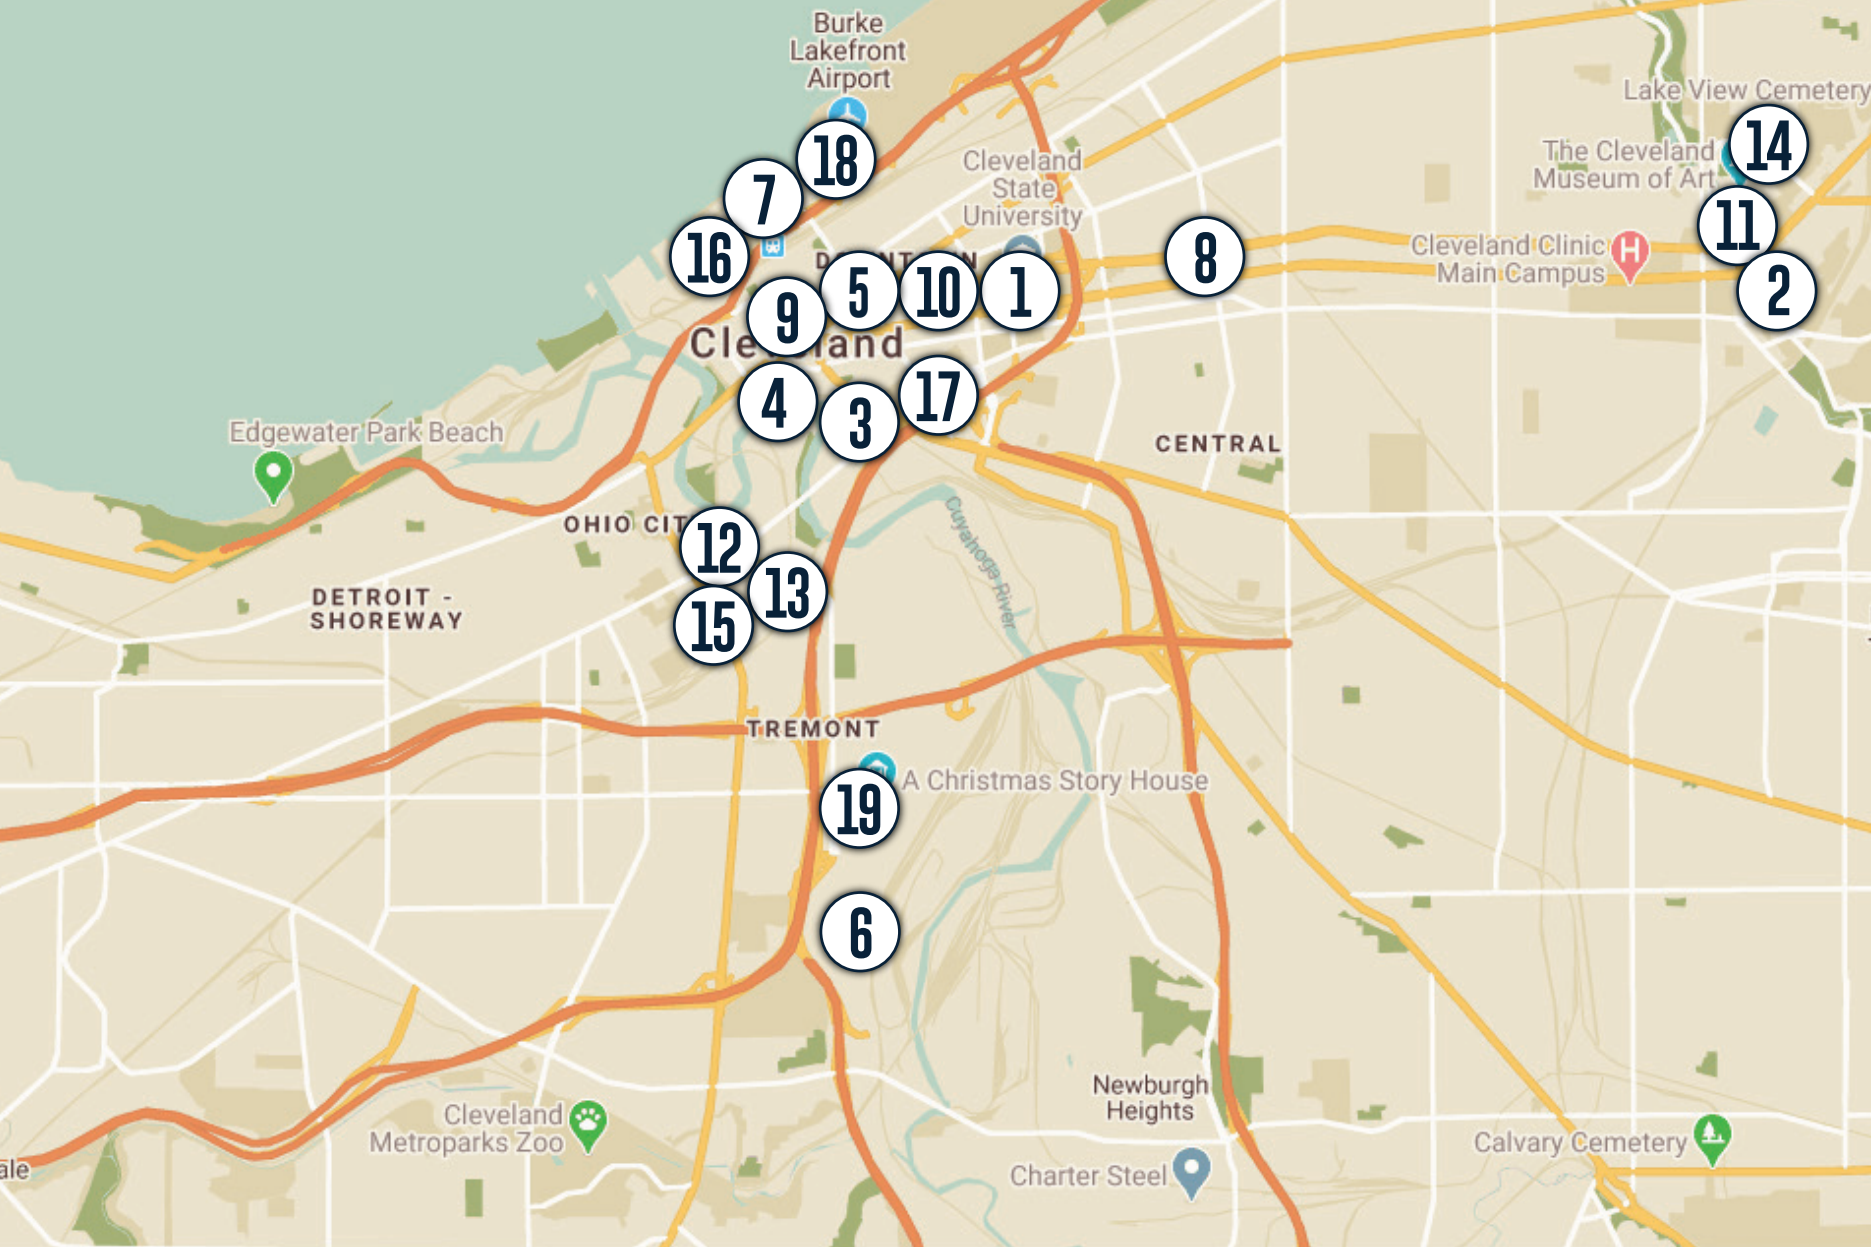 Burke
Lakefront
Airport
Lake View Cemetery
14
18
The Cleveland
Museum of Art
Cleveland
State
University
7
11
16
8
Cleveland Clinic
Main Campus
H
5
10
1
2
9
4
3
17
Edgewater Park Beach
CENTRAL
Cuyahoga River
12
13
15
DETROIT -
SHOREWAY
TREMONT
A Christmas Story House
19
6
Newburgh
Heights
Cleveland
Metroparks Zoo
Calvary Cemetery
Charter Steel
ale